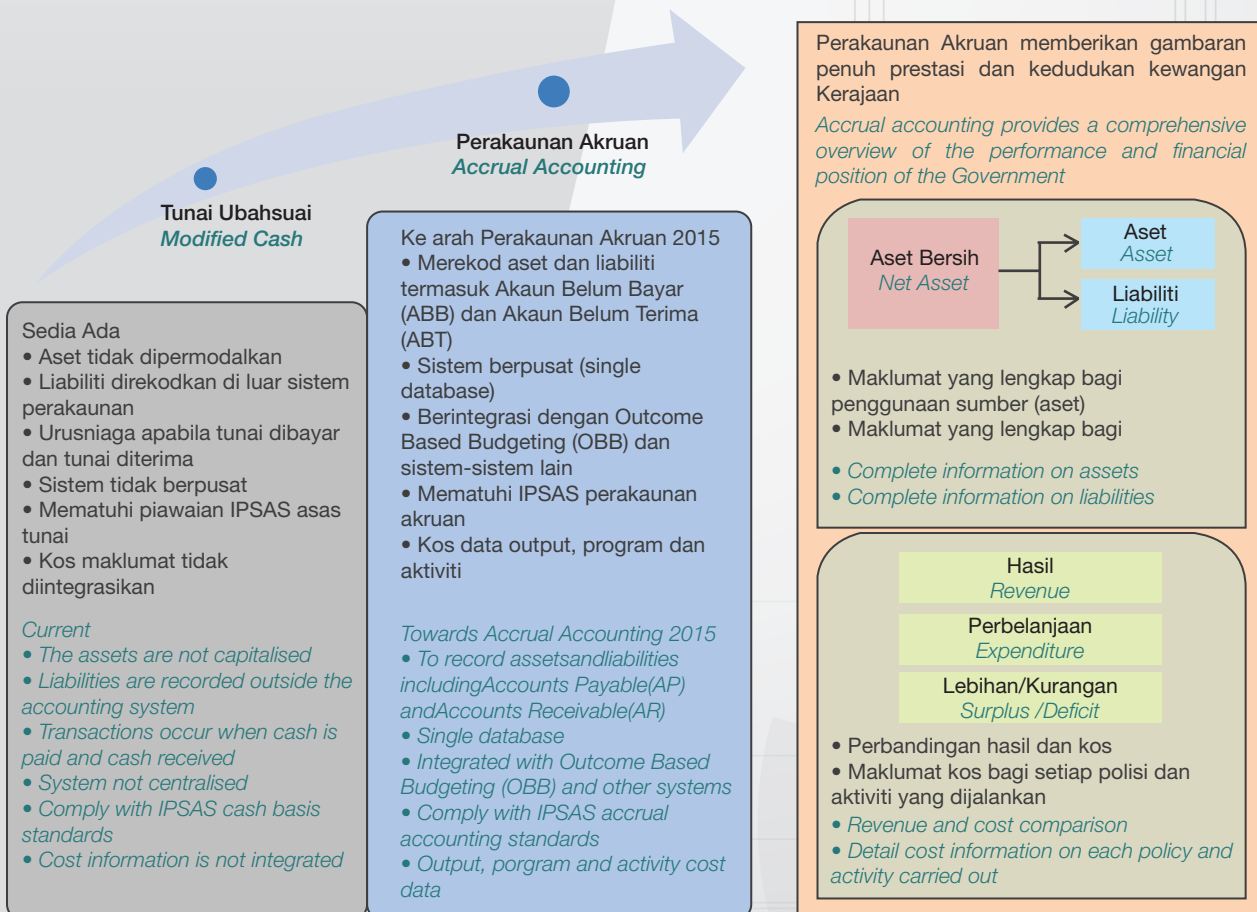 Tunai Ubahsuai
Modified Cash
Perakaunan Akruan
Accrual Accounting
Sedia Ada
• Aset tidak dipermodalkan
• Liabiliti direkodkan di luar sistem
perakaunan
• Urusniaga apabila tunai dibayar
dan tunai diterima
• Sistem tidak berpusat
• Mematuhi piawaian IPSAS asas
tunai
• Kos maklumat tidak
diintegrasikan
Current
• The assets are not capitalised
• Liabilities are recorded outside the
accounting system
• Transactions occur when cash is
paid and cash received
• System not centralised
• Comply with IPSAS cash basis
standards
• Cost information is not integrated
Ke arah Perakaunan Akruan 2015
• Merekod aset dan liabiliti
termasuk Akaun Belum Bayar
(ABB) dan Akaun Belum Terima
(ABT)
• Sistem berpusat (single
database)
• Berintegrasi dengan Outcome
Based Budgeting (OBB) dan
sistem-sistem lain
• Mematuhi IPSAS perakaunan
akruan
• Kos data output, program dan
aktiviti
Towards Accrual Accounting 2015
• To record assetsandliabilities
includingAccounts Payable(AP)
andAccounts Receivable(AR)
• Single database
• Integrated with Outcome Based
Budgeting (OBB) and other systems
• Comply with IPSAS accrual
accounting standards
• Output, porgram and activity cost
data
Perakaunan Akruan memberikan gambaran
penuh prestasi dan kedudukan kewangan
Kerajaan
Accrual accounting provides a comprehensive
overview of the performance and financial
position of the Government
Aset Bersih
Net Asset
Aset
Asset
Liabiliti
Liability
• Maklumat yang lengkap bagi
penggunaan sumber (aset)
• Maklumat yang lengkap bagi
• Complete information on assets
• Complete information on liabilities
Hasil
Revenue
Perbelanjaan
Expenditure
Lebihan/Kurangan
Surplus /Deficit
• Perbandingan hasil dan kos
• Maklumat kos bagi setiap polisi dan
aktiviti yang dijalankan
• Revenue and cost comparison
• Detail cost information on each policy and
activity carried out